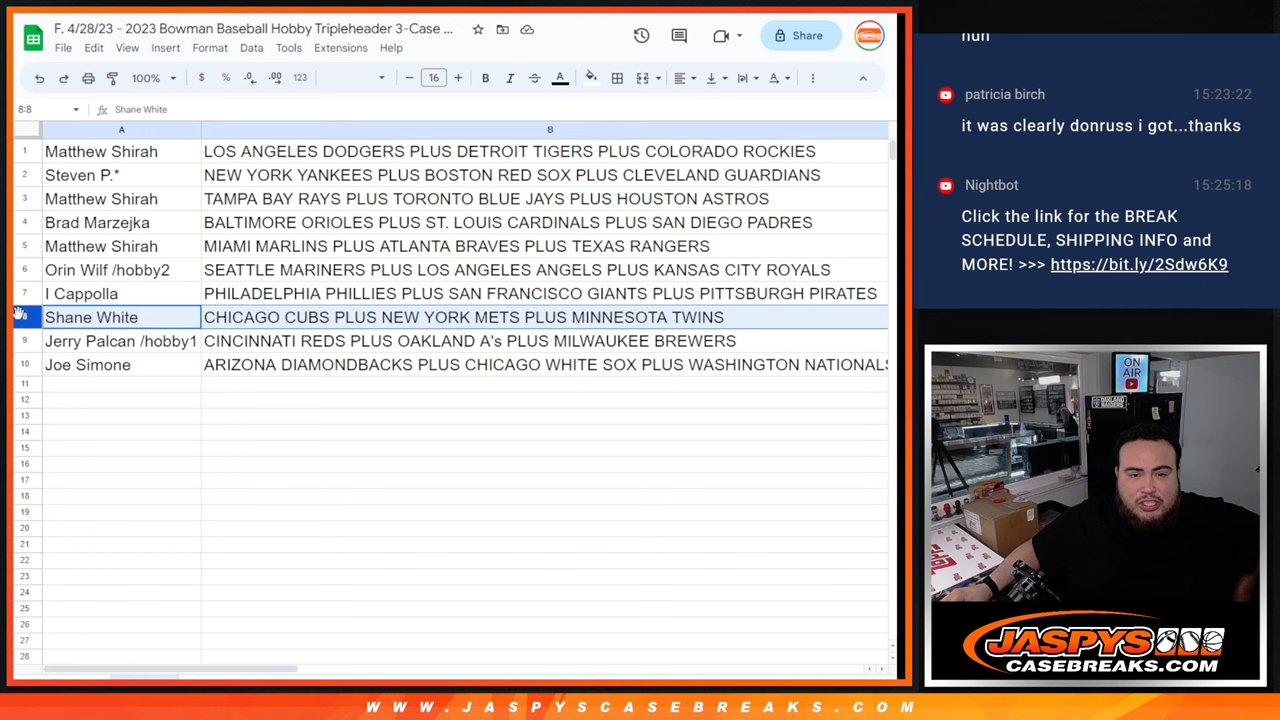 F. 4/28/23 - 2023 Bowman Baseball Hobby Tripleheader 3-Case ...
File Edit View Insert Format Data Tools Extensions Help
Share
JASPYS
100% $ % .0 .00 123 16 B I A
8:8 fx Shane White
A B
1 Matthew Shirah LOS ANGELES DODGERS PLUS DETROIT TIGERS PLUS COLORADO ROCKIES
2 Steven P.* NEW YORK YANKEES PLUS BOSTON RED SOX PLUS CLEVELAND GUARDIANS
3 Matthew Shirah TAMPA BAY RAYS PLUS TORONTO BLUE JAYS PLUS HOUSTON ASTROS
4 Brad Marzejka BALTIMORE ORIOLES PLUS ST. LOUIS CARDINALS PLUS SAN DIEGO PADRES
5 Matthew Shirah MIAMI MARLINS PLUS ATLANTA BRAVES PLUS TEXAS RANGERS
6 Orin Wilf /hobby2 SEATTLE MARINERS PLUS LOS ANGELES ANGELS PLUS KANSAS CITY ROYALS
7 I Cappolla PHILADELPHIA PHILLIES PLUS SAN FRANCISCO GIANTS PLUS PITTSBURGH PIRATES
8 Shane White CHICAGO CUBS PLUS NEW YORK METS PLUS MINNESOTA TWINS
9 Jerry Palcan /hobby1 CINCINNATI REDS PLUS OAKLAND A's PLUS MILWAUKEE BREWERS
10 Joe Simone ARIZONA DIAMONDBACKS PLUS CHICAGO WHITE SOX PLUS WASHINGTON NATIONALS
11
12
13
14
15
16
17
18
19
20
21
22
23
24
25
26
27
28
huh
patricia birch 15:23:22
it was clearly donruss i got...thanks
Nightbot 15:25:18
Click the link for the BREAK
SCHEDULE, SHIPPING INFO and
MORE! >>> https://bit.ly/2Sdw6K9
ON
AIR
JASPYS
CASEBREAKS.COM
WWW.JASPYSCASEBREAKS.COM